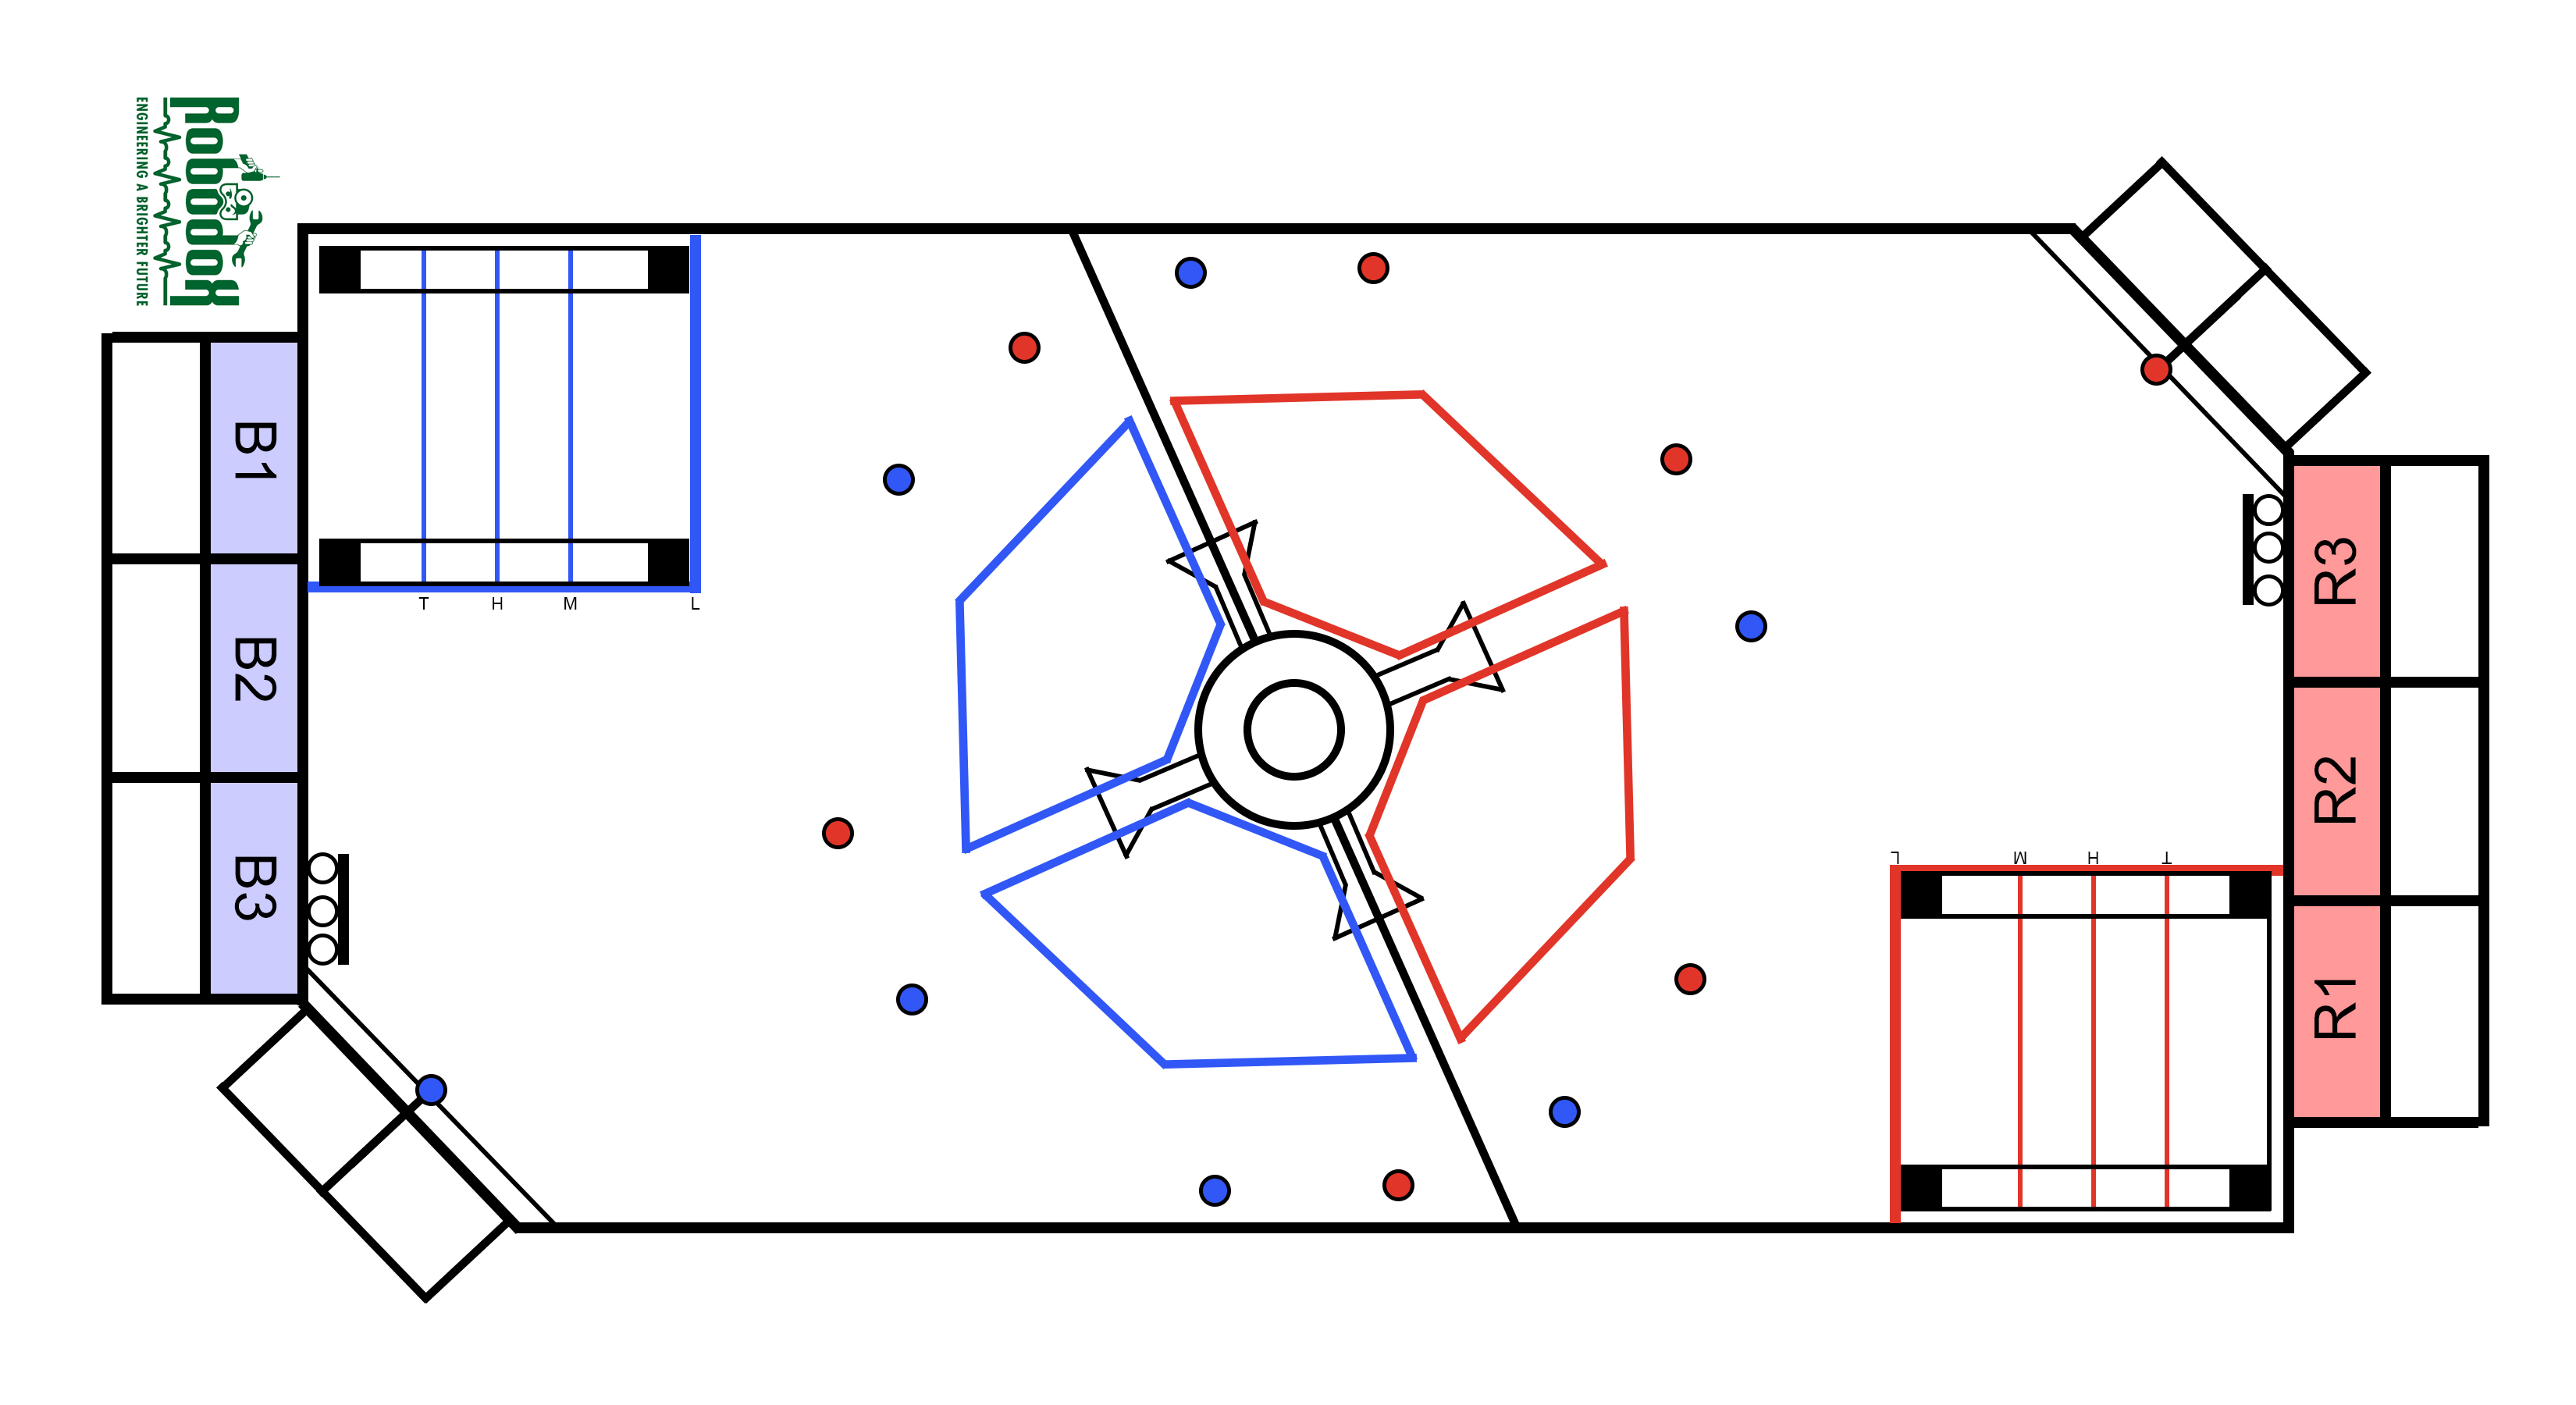 Robodox
ENGINEERING A BRIGHTER FUTURE
B1
B2
B3
T H M L
R3
R2
R1
L M H T